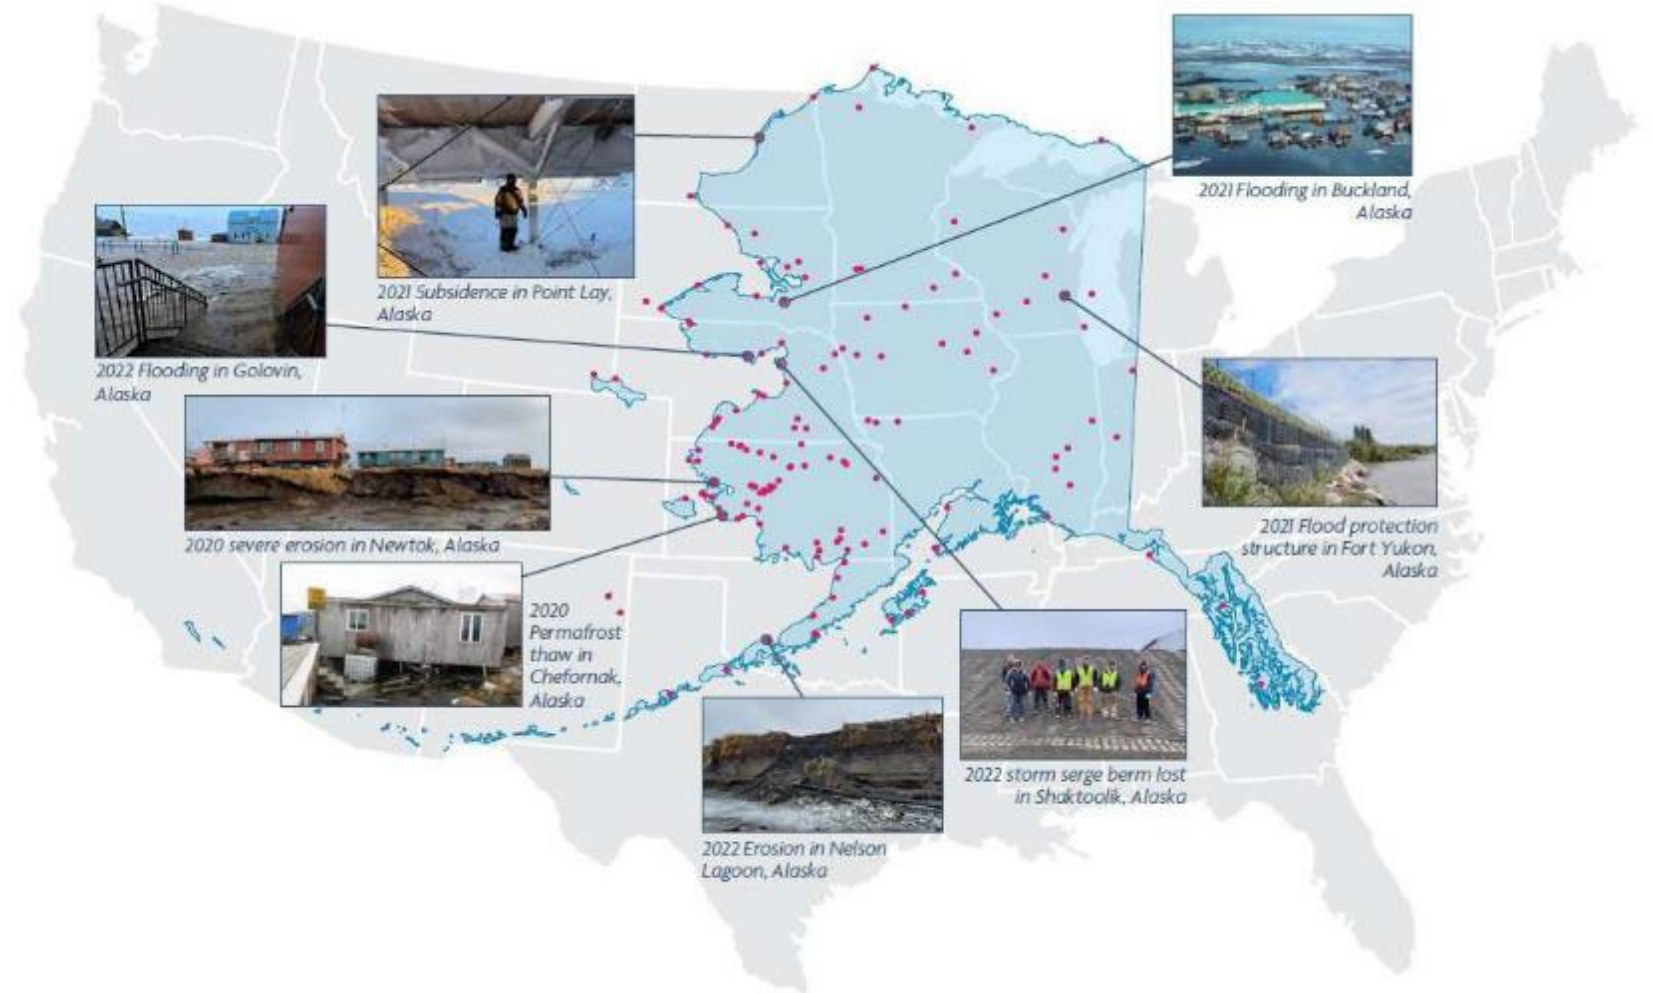 2021 Flooding in Buckland,
Alaska
2021 Subsidence in Point Lay,
Alaska
2022 Flooding in Golovin,
Alaska
2020 severe erosion in Newtok, Alaska
2021 Flood protection
structure in Fort Yukon,
Alaska
2020
Permafrost
thaw in
Chefornak,
Alaska
2022 storm serge berm lost
in Shaktoolik, Alaska
2022 Erosion in Nelson
Lagoon, Alaska